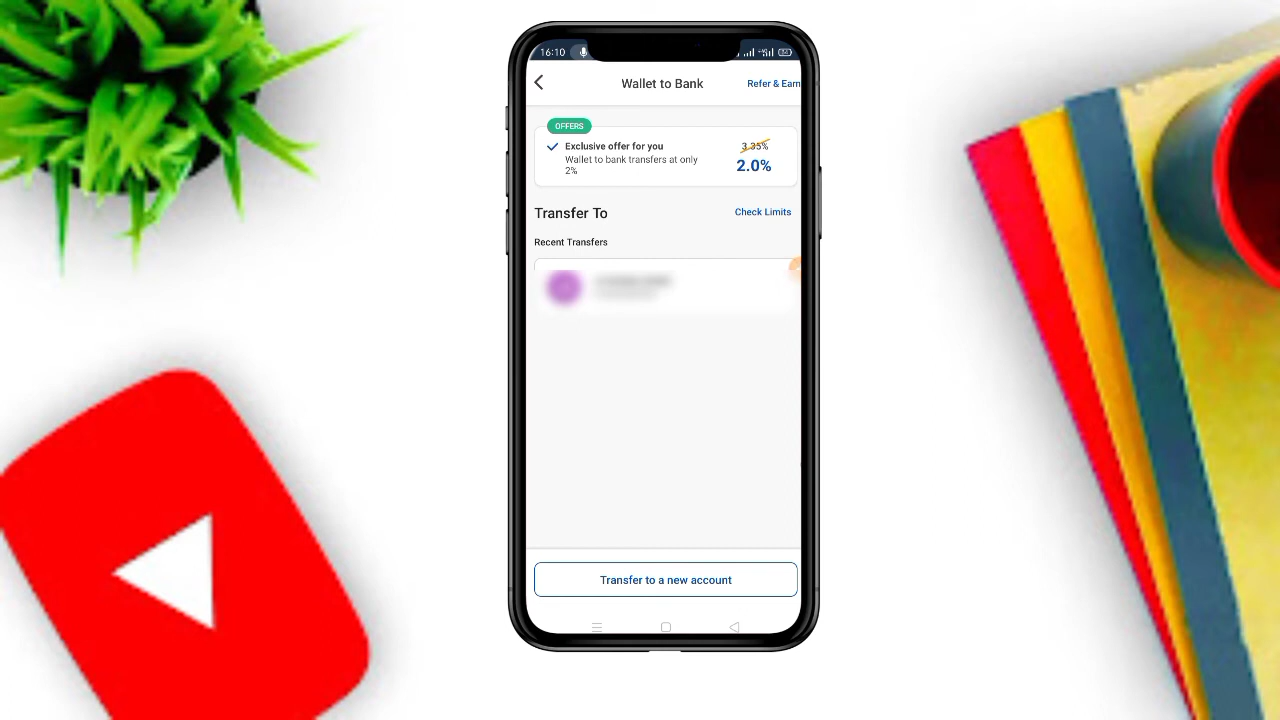 16:10
Wallet to Bank
Refer & Earn
OFFERS
Exclusive offer for you
3.35%
Wallet to bank transfers at only
2%
2.0%
Transfer To
Check Limits
Recent Transfers
Transfer to a new account